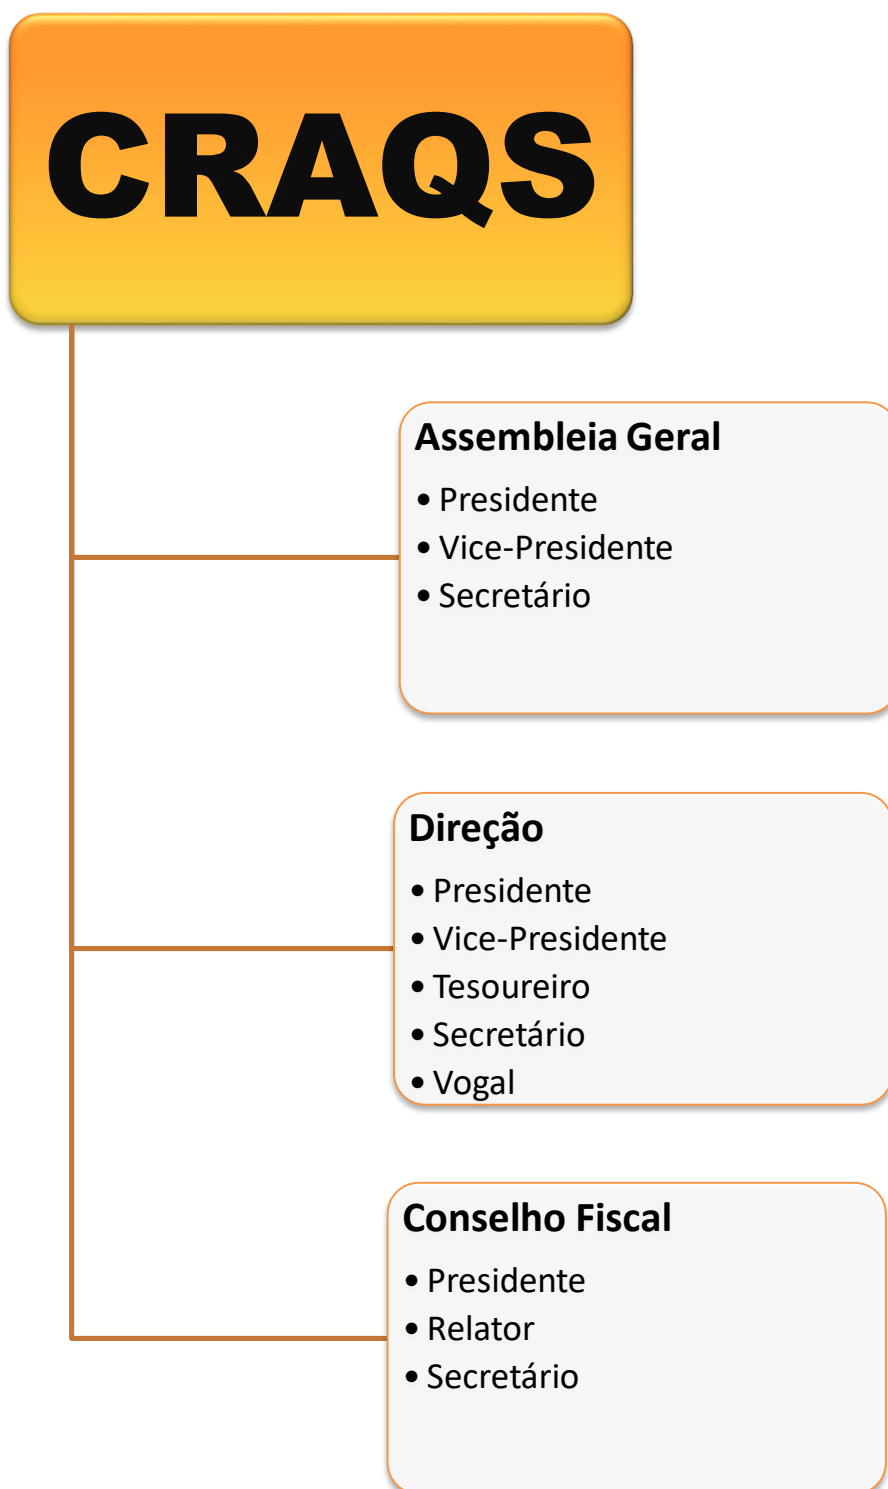 CRAQS
Assembleia Geral
• Presidente
• Vice-Presidente
• Secretário
Direção
• Presidente
• Vice-Presidente
• Tesoureiro
• Secretário
• Vogal
Conselho Fiscal
• Presidente
• Relator
• Secretário